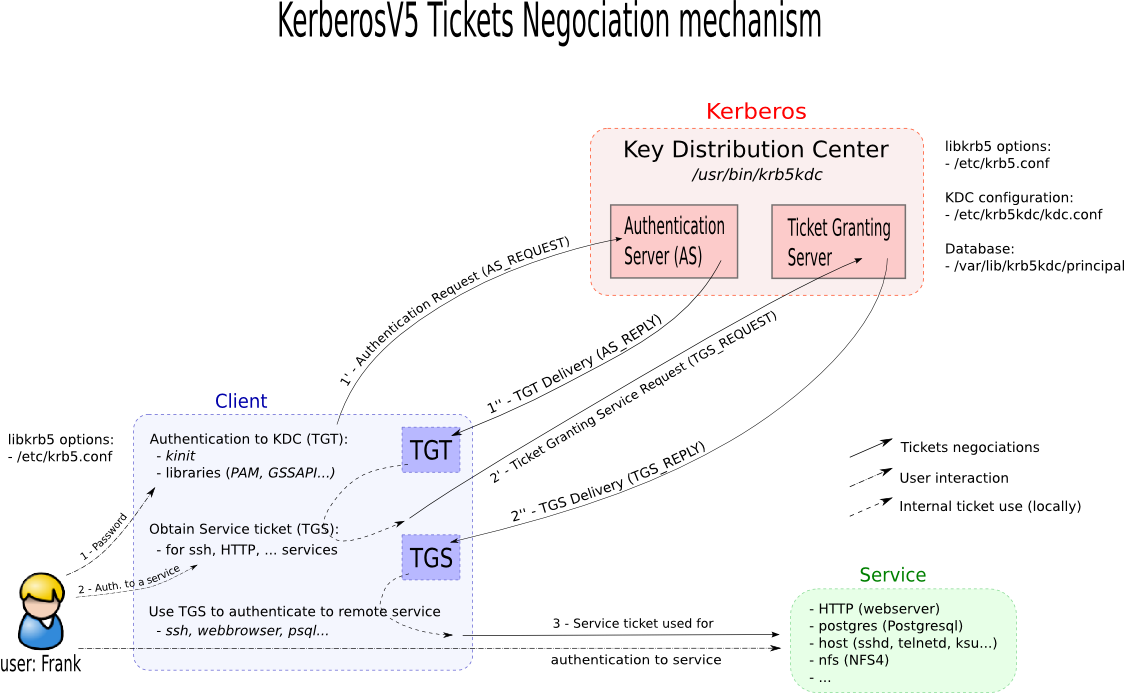 KerberosV5 Tickets Negociation mechanism
Kerberos
Key Distribution Center
/usr/bin/krb5kdc
Authentication
Server (AS)
Ticket Granting
Server
libkrb5 options:
- /etc/krb5.conf
KDC configuration:
- /etc/krb5kdc/kdc.conf
Database:
- /var/lib/krb5kdc/principal
1' - Authentication Request (AS_REQUEST)
1'' - TGT Delivery (AS_REPLY)
2' - Ticket Granting Service Request (TGS_REQUEST)
2'' - TGS Delivery (TGS_REPLY)
Client
libkrb5 options:
- /etc/krb5.conf
Authentication to KDC (TGT):
- kinit
- libraries (PAM, GSSAPI...)
TGT
Obtain Service ticket (TGS):
- for ssh, HTTP, ... services
TGS
Use TGS to authenticate to remote service
- ssh, webbrowser, psql...
1 - Password
2 - Auth. to a service
user: Frank
3 - Service ticket used for
authentication to service
Tickets negociations
User interaction
Internal ticket use (locally)
Service
- HTTP (webserver)
- postgres (Postgresql)
- host (sshd, telnetd, ksu...)
- nfs (NFS4)
- ...